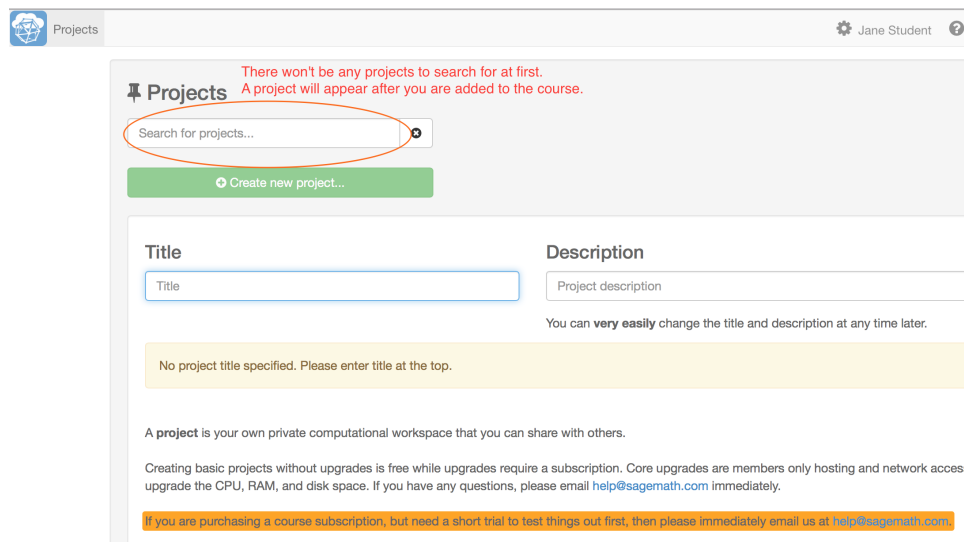 Projects
Jane Student
There won't be any projects to search for at first.
Projects
A project will appear after you are added to the course.
Search for projects...
Create new project...
Title
Description
Title
Project description
You can very easily change the title and description at any time later.
No project title specified. Please enter title at the top.
A project is your own private computational workspace that you can share with others.
Creating basic projects without upgrades is free while upgrades require a subscription. Core upgrades are members only hosting and network
upgrade the CPU, RAM, and disk space. If you have any questions, please email help@sagemath.com immediately.
If you are purchasing a course subscription, but need a short trial to test things out first, then please immediately email us at help@sagemath.com.